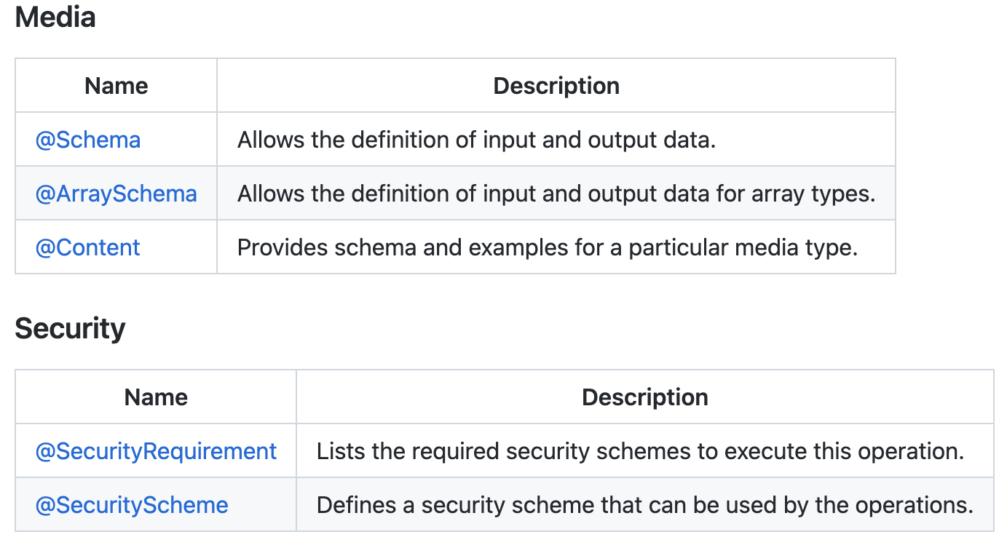 Media
Name Description
@Schema Allows the definition of input and output data.
@ArraySchema Allows the definition of input and output data for array types.
@Content Provides schema and examples for a particular media type.
Security
Name Description
@SecurityRequirement Lists the required security schemes to execute this operation.
@SecurityScheme Defines a security scheme that can be used by the operations.